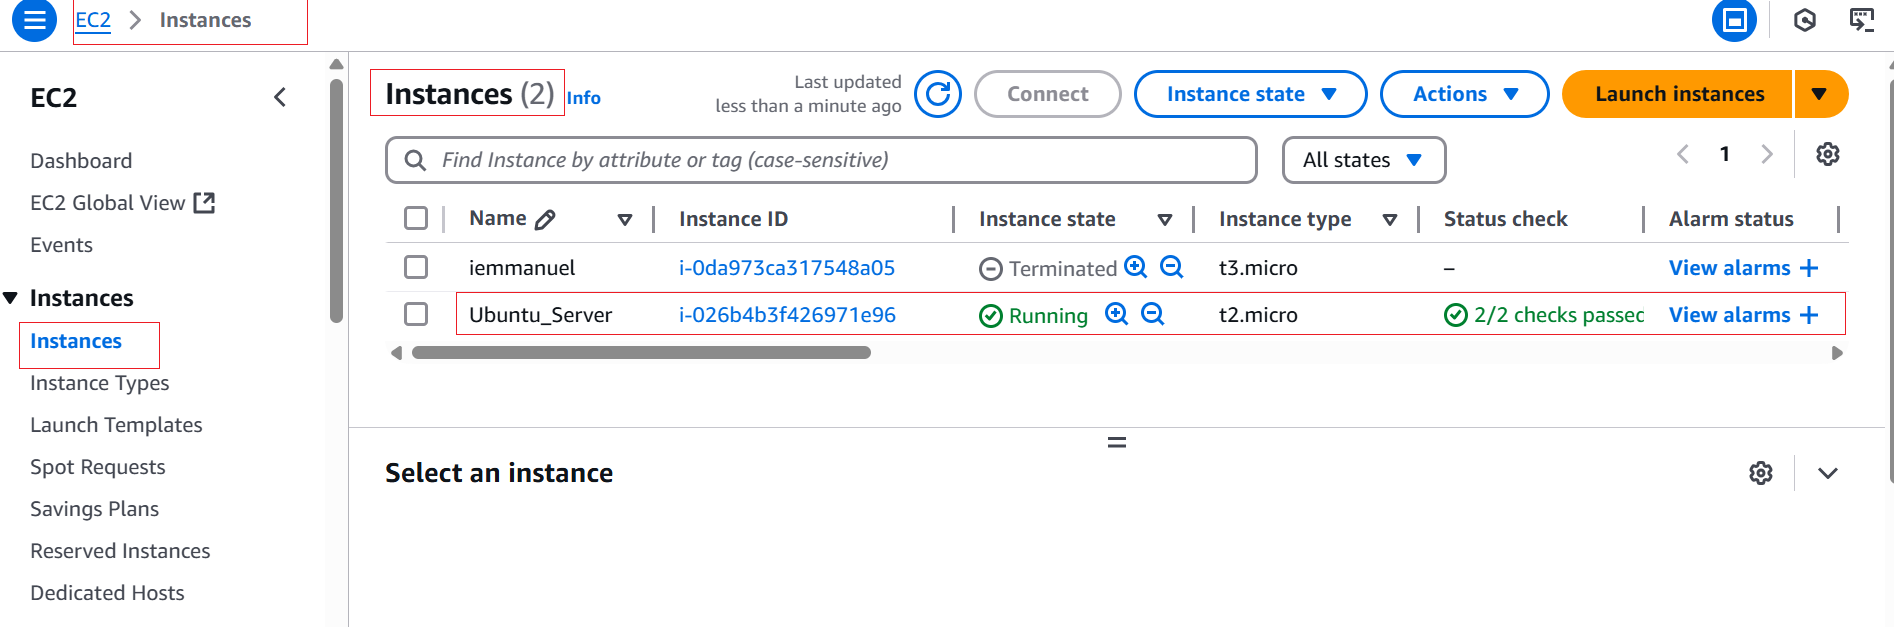 EC2 > Instances
EC2
Dashboard
EC2 Global View
Events
Instances
Instances
Instance Types
Launch Templates
Spot Requests
Savings Plans
Reserved Instances
Dedicated Hosts
Instances (2) Info
Last updated
less than a minute ago
Connect
Instance state
Actions
Launch instances
Find Instance by attribute or tag (case-sensitive)
All states
1
Name Instance ID Instance state Instance type Status check Alarm status
iemmanuel i-0da973ca317548a05 Terminated t3.micro – View alarms +
Ubuntu_Server i-026b4b3f426971e96 Running t2.micro 2/2 checks passed View alarms +
Select an instance